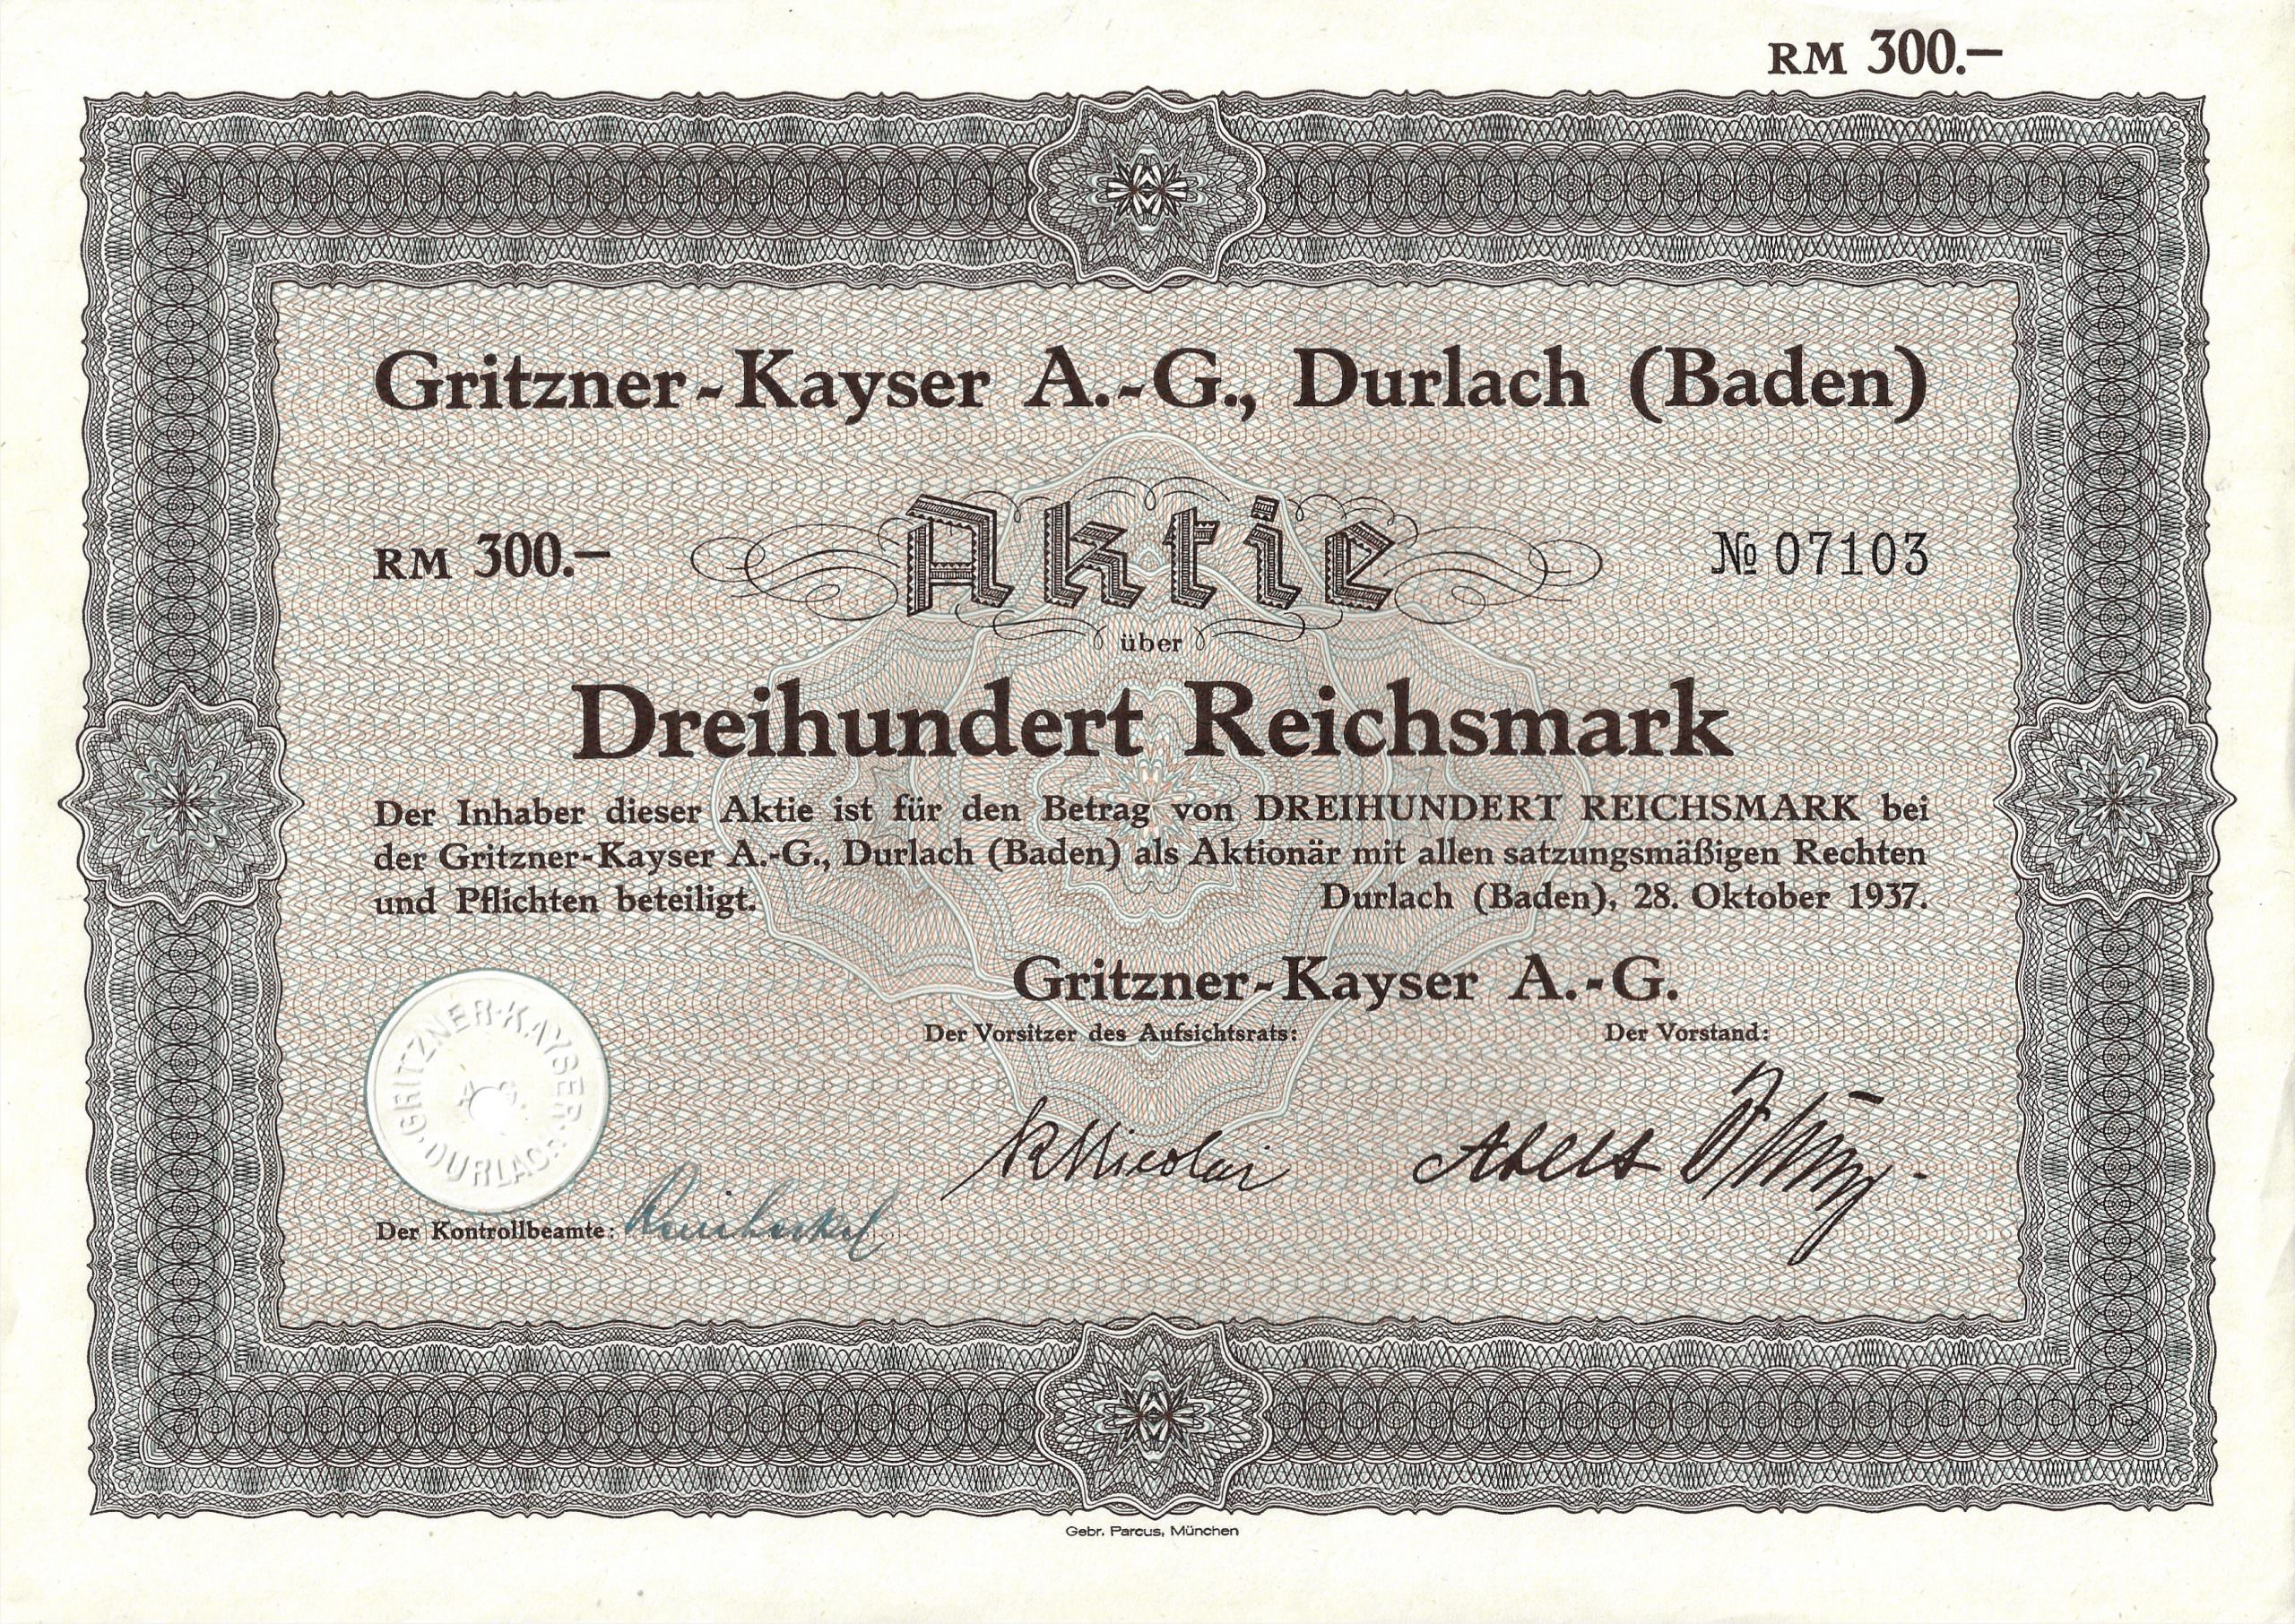 RM 300.–
Gritzner-Kayser A.-G., Durlach (Baden)
RM 300.– Aktie № 07103
über
Dreihundert Reichsmark
Der Inhaber dieser Aktie ist für den Betrag von DREIHUNDERT REICHSMARK bei
der Gritzner-Kayser A.-G., Durlach (Baden) als Aktionär mit allen satzungsmäßigen Rechten
und Pflichten beteiligt. Durlach (Baden), 28. Oktober 1937.
Gritzner-Kayser A.-G.
Der Vorsitzer des Aufsichtsrats: Der Vorstand:
GRITZNER-KAYSER · DURLACH ·
A.G.
Nicolai
Der Kontrollbeamte:
Gebr. Parcus, München